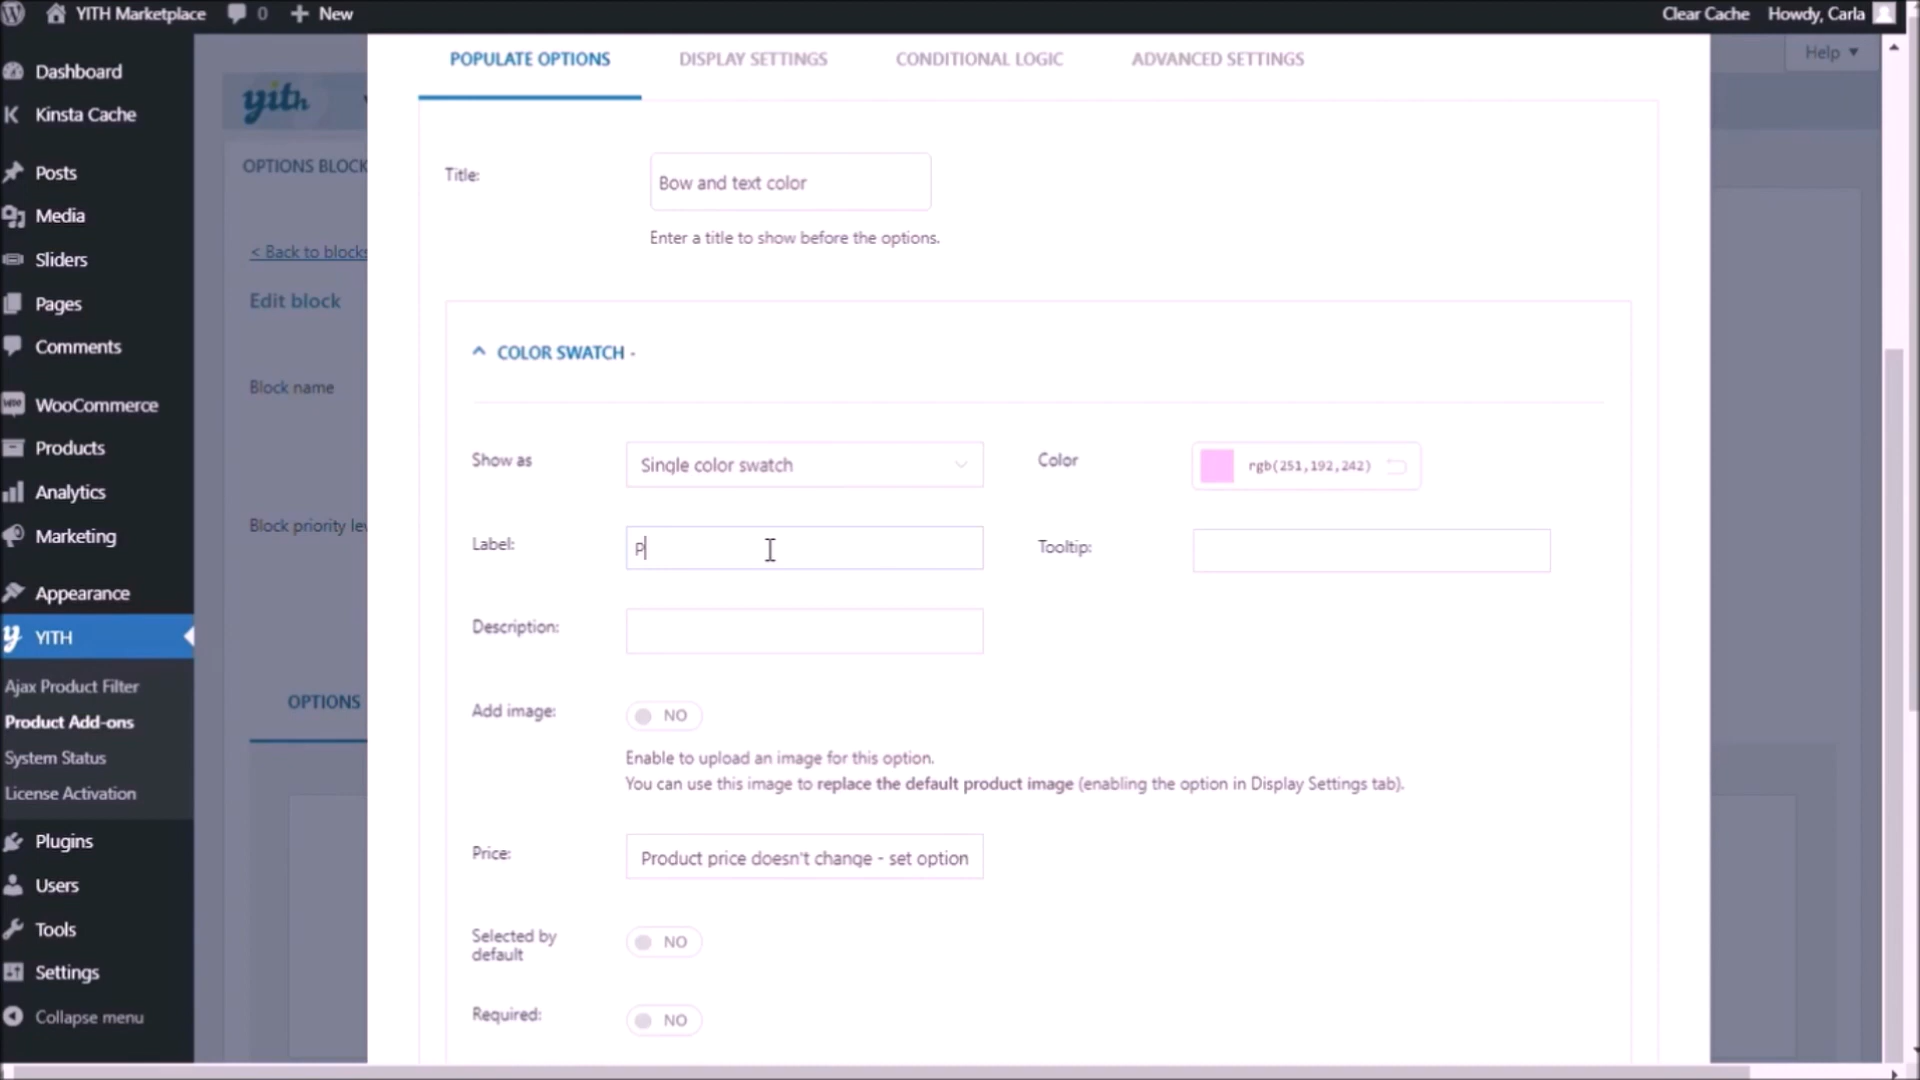 YITH Marketplace
0
New
Clear Cache
Howdy, Carla
Dashboard
Kinsta Cache
Posts
Media
Sliders
Pages
Comments
WooCommerce
Products
Analytics
Marketing
Appearance
YITH
Ajax Product Filter
Product Add-ons
System Status
License Activation
Plugins
Users
Tools
Settings
Collapse menu
Help
yith
OPTIONS BLOCK
< Back to blocks
Edit block
Block name
Block priority lev
OPTIONS
POPULATE OPTIONS
DISPLAY SETTINGS
CONDITIONAL LOGIC
ADVANCED SETTINGS
Title:
Bow and text color
Enter a title to show before the options.
COLOR SWATCH -
Show as
Single color swatch
Color
rgb(251,192,242)
Label:
P
Tooltip:
Description:
Add image:
NO
Enable to upload an image for this option.
You can use this image to replace the default product image (enabling the option in Display Settings tab).
Price:
Product price doesn't change - set option
Selected by
default
NO
Required:
NO